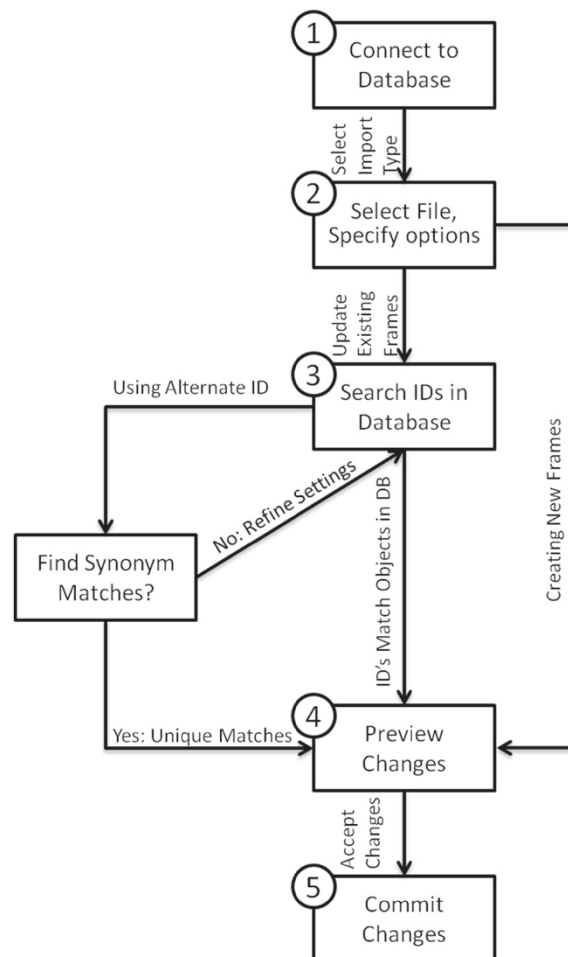 1
Connect to
Database
Select
Import
Type
2
Select File,
Specify options
Update
Existing
Frames
3
Search IDs in
Database
Using Alternate ID
No: Refine Settings
Find Synonym
Matches?
ID's Match Objects in DB
Creating New Frames
Yes: Unique Matches
4
Preview
Changes
Accept
Changes
5
Commit
Changes